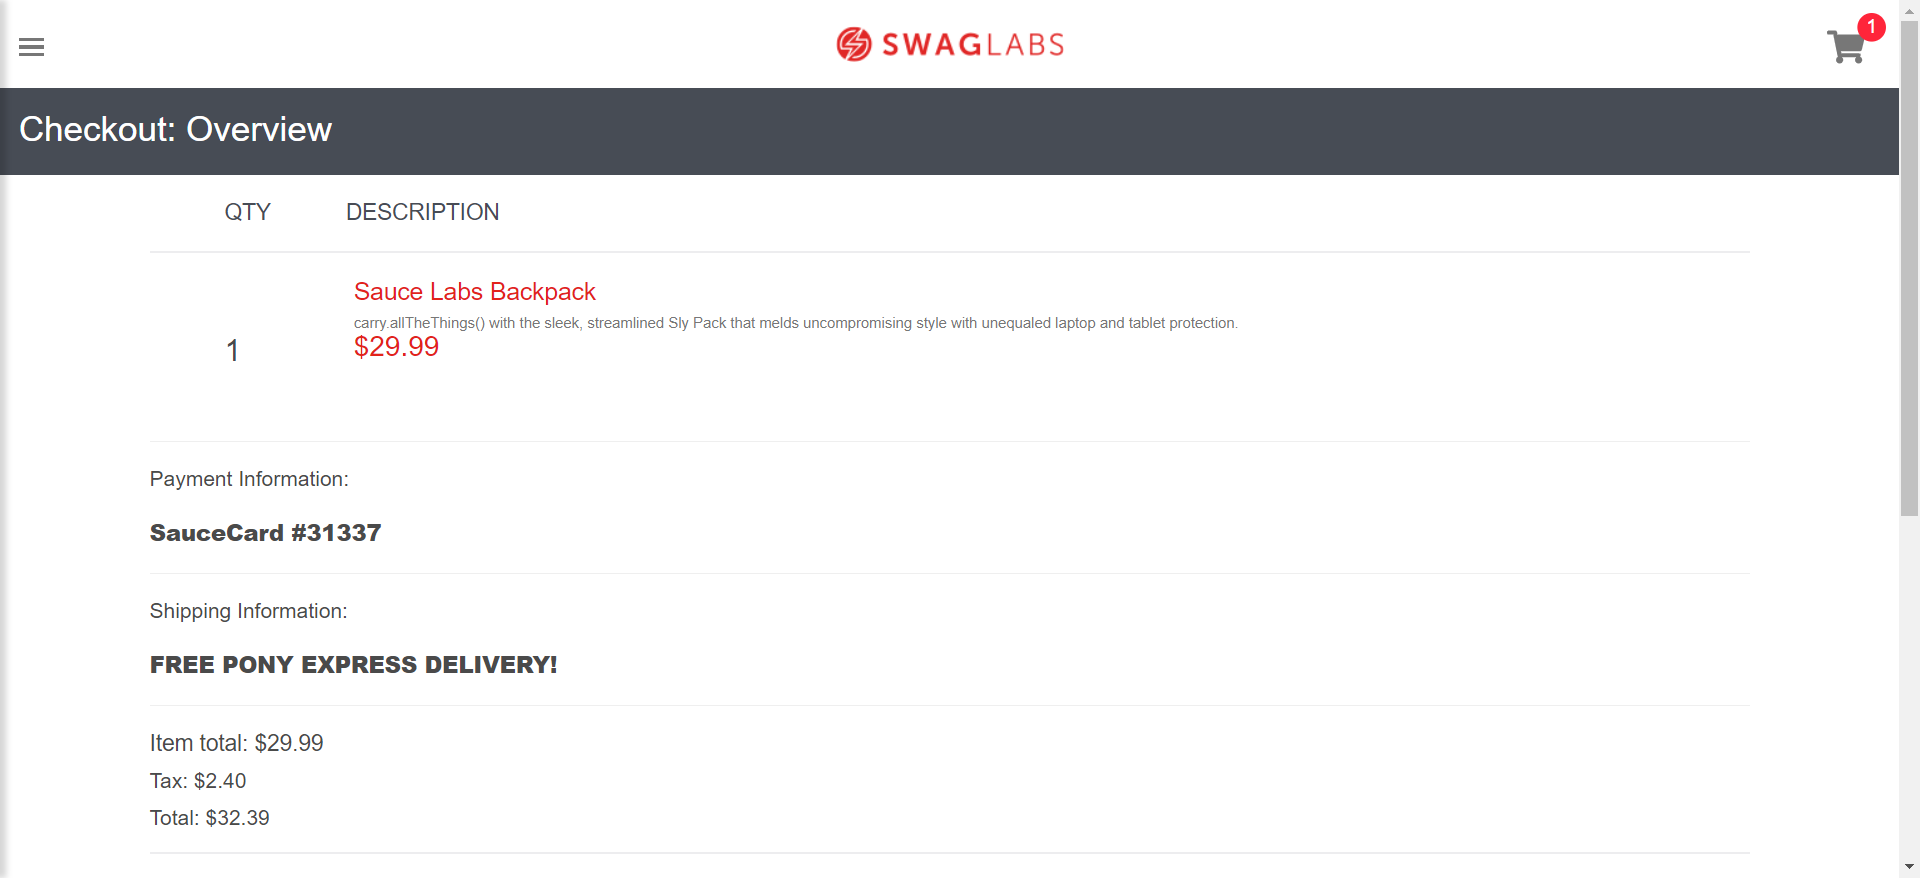 SWAGLABS
1
Checkout: Overview
QTY DESCRIPTION
Sauce Labs Backpack
carry.allTheThings() with the sleek, streamlined Sly Pack that melds uncompromising style with unequaled laptop and tablet protection.
1 $29.99
Payment Information:
SauceCard #31337
Shipping Information:
FREE PONY EXPRESS DELIVERY!
Item total: $29.99
Tax: $2.40
Total: $32.39